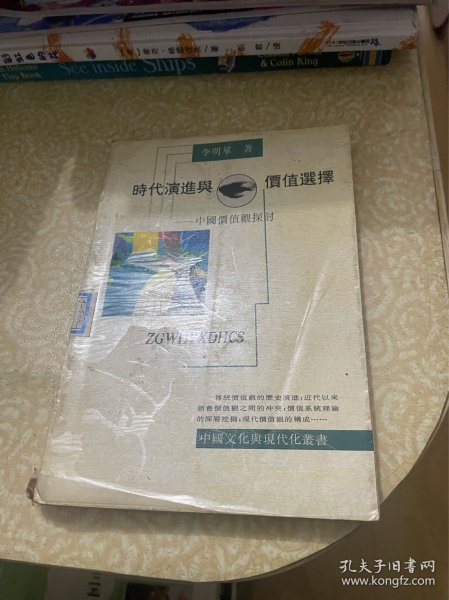 See Inside Ships
& Colin King
Flap Book
李明華 著
時代演進與 價值選擇
——中國價值觀探討
ZGWHYXDHCS
傳統價值觀的歷史演進；近代以來
新舊價值觀之間的冲突；價值系統理論
的深層挖掘；現代價值觀的構成……
中國文化與現代化叢書
孔夫子旧书网
www.kongfz.com